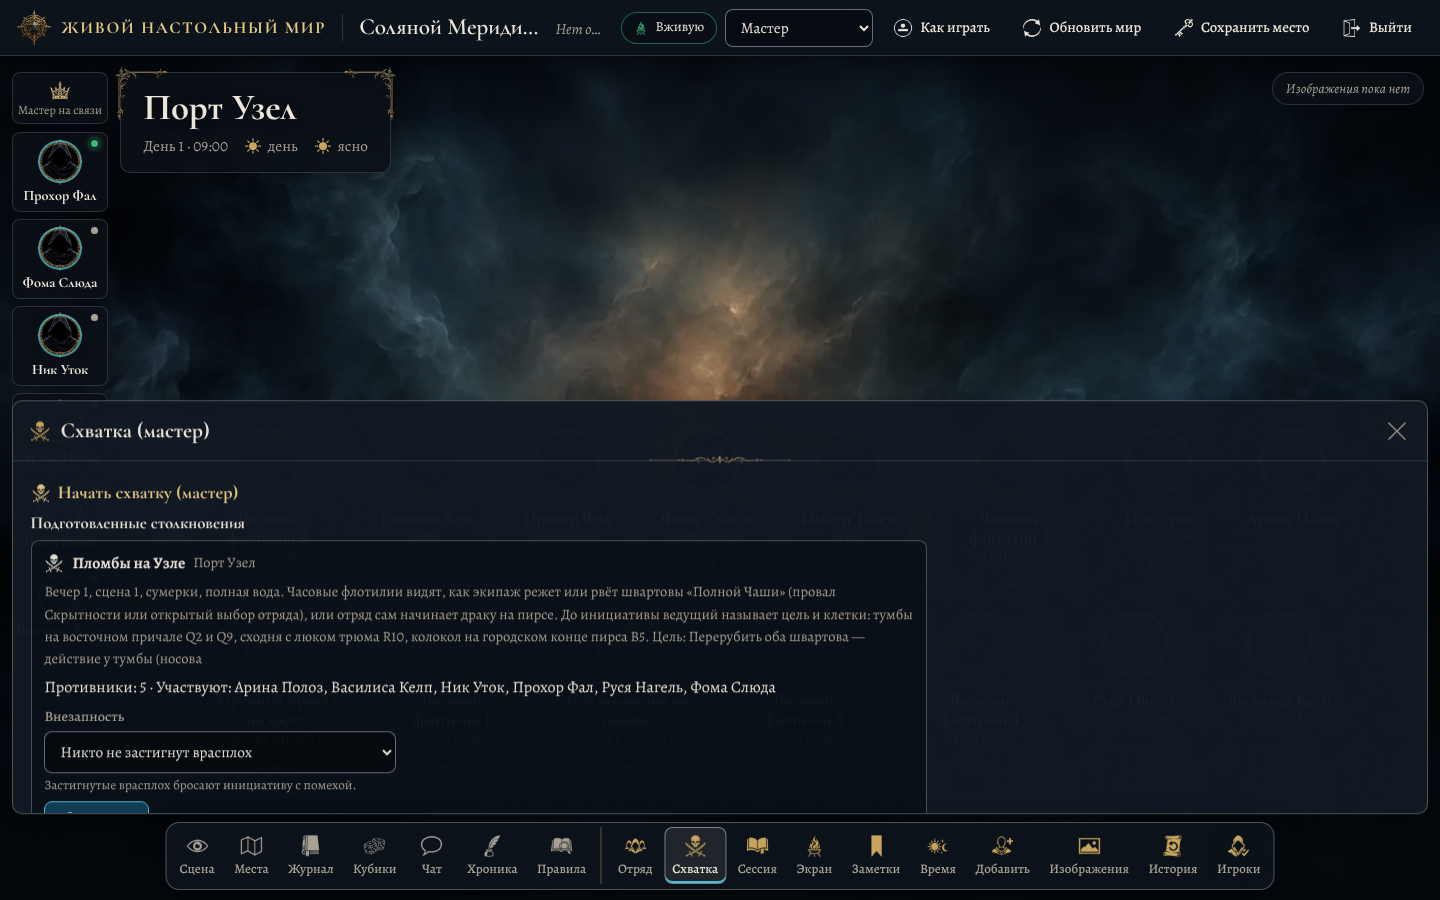 ЖИВОЙ НАСТОЛЬНЫЙ МИР
Соляной Мериди...
Нет о...
Вживую
Мастер
Как играть
Обновить мир
Сохранить место
Выйти
Мастер на связи
Порт Узел
День 1 · 09:00
день
ясно
Изображения пока нет
Прохор Фал
Фома Слюда
Ник Уток
Схватка (мастер)
Начать схватку (мастер)
Подготовленные столкновения
Пломбы на Узле Порт Узел
Вечер 1, сцена 1, сумерки, полная вода. Часовые флотилии видят, как экипаж режет или рвёт швартовы «Полной Чаши» (провал
Скрытности или открытый выбор отряда), или отряд сам начинает драку на пирсе. До инициативы ведущий называет цель и клетки: тумбы
на восточном причале Q2 и Q9, сходня с люком трюма R10, колокол на городском конце пирса B5. Цель: Перерубить оба швартова —
действие у тумбы (носова
Противники: 5 · Участвуют: Арина Полоз, Василиса Келп, Ник Уток, Прохор Фал, Руся Нагель, Фома Слюда
Внезапность
Никто не застигнут врасплох
Застигнутые врасплох бросают инициативу с помехой.
Сцена
Места
Журнал
Кубики
Чат
Хроника
Правила
Отряд
Схватка
Сессия
Экран
Заметки
Время
Добавить
Изображения
История
Игроки